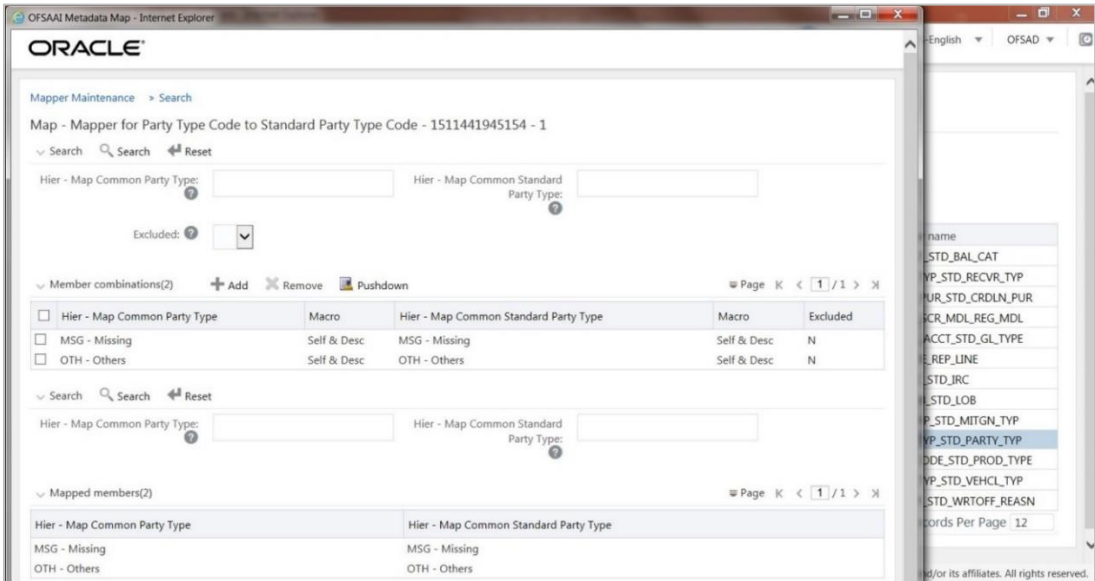 OFSAAI Metadata Map - Internet Explorer
ORACLE
-English OFSAD
Mapper Maintenance > Search
Map - Mapper for Party Type Code to Standard Party Type Code - 1511441945154 - 1
Search Search Reset
Hier - Map Common Party Type: Hier - Map Common Standard
Party Type:
Excluded:
Member combinations(2) Add Remove Pushdown Page 1 / 1
Hier - Map Common Party Type Macro Hier - Map Common Standard Party Type Macro Excluded
MSG - Missing Self & Desc MSG - Missing Self & Desc N
OTH - Others Self & Desc OTH - Others Self & Desc N
Search Search Reset
Hier - Map Common Party Type: Hier - Map Common Standard
Party Type:
Mapped members(2) Page 1 / 1
Hier - Map Common Party Type Hier - Map Common Standard Party Type
MSG - Missing MSG - Missing
OTH - Others OTH - Others
name
_STD_BAL_CAT
YP_STD_RECVR_TYP
PUR_STD_CRDLN_PUR
SCR_MDL_REG_MDL
ACCT_STD_GL_TYPE
E_REP_LINE
_STD_IRC
_STD_LOB
P_STD_MITGN_TYP
YP_STD_PARTY_TYP
ODE_STD_PROD_TYPE
YP_STD_VEHCL_TYP
_STD_WRTOFF_REASN
cords Per Page 12
nd/or its affiliates. All rights reserved.